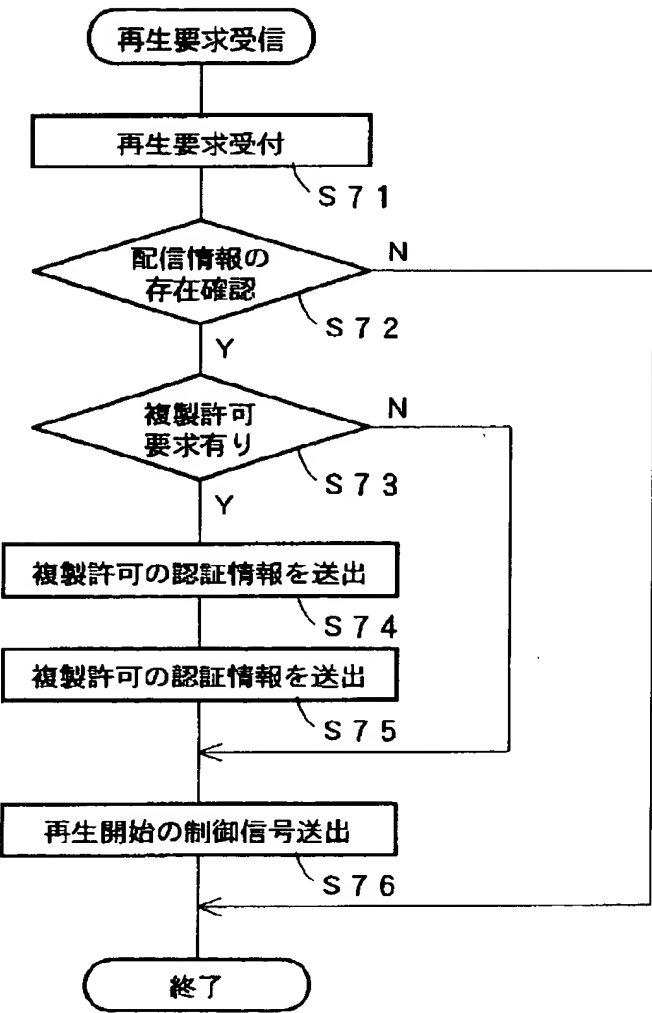 再生要求受信
再生要求受付
S71
配信情報の
存在確認
N
S72
Y
複製許可
要求有り
N
S73
Y
複製許可の認証情報を送出
S74
複製許可の認証情報を送出
S75
再生開始の制御信号送出
S76
終了